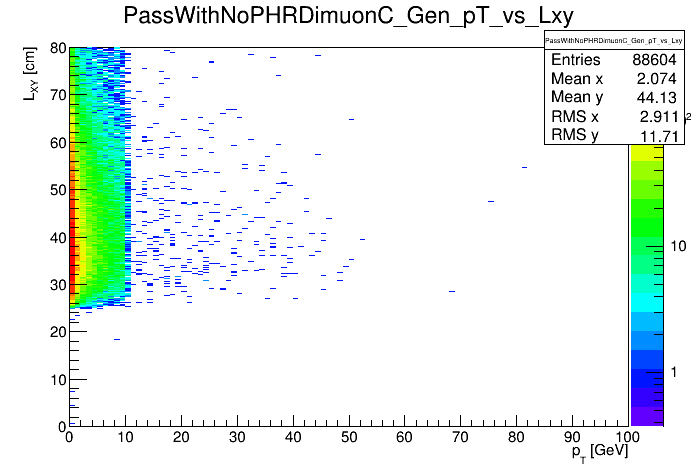 PassWithNoPHRDimuonC_Gen_pT_vs_Lxy
PassWithNoPHRDimuonC_Gen_pT_vs_Lxy
Entries 88604
Mean x 2.074
Mean y 44.13
RMS x 2.911
RMS y 11.71
2
L_XY [cm]
80
70
60
50
40
30
20
10
0
10
1
0 10 20 30 40 50 60 70 80 90 100
p_T [GeV]